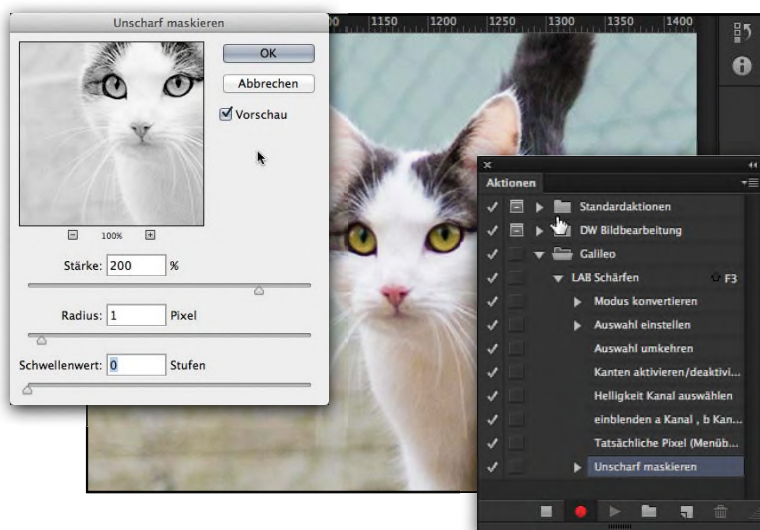 Unscharf maskieren
OK
Abbrechen
Vorschau
100%
Stärke: 200 %
Radius: 1 Pixel
Schwellenwert: 0 Stufen
1150 1200 1250 1300 1350 1400
Aktionen
Standardaktionen
DW Bildbearbeitung
Galileo
LAB Schärfen F3
Modus konvertieren
Auswahl einstellen
Auswahl umkehren
Kanten aktivieren/deaktivi...
Helligkeit Kanal auswählen
einblenden a Kanal , b Kan...
Tatsächliche Pixel (Menüb...
Unscharf maskieren